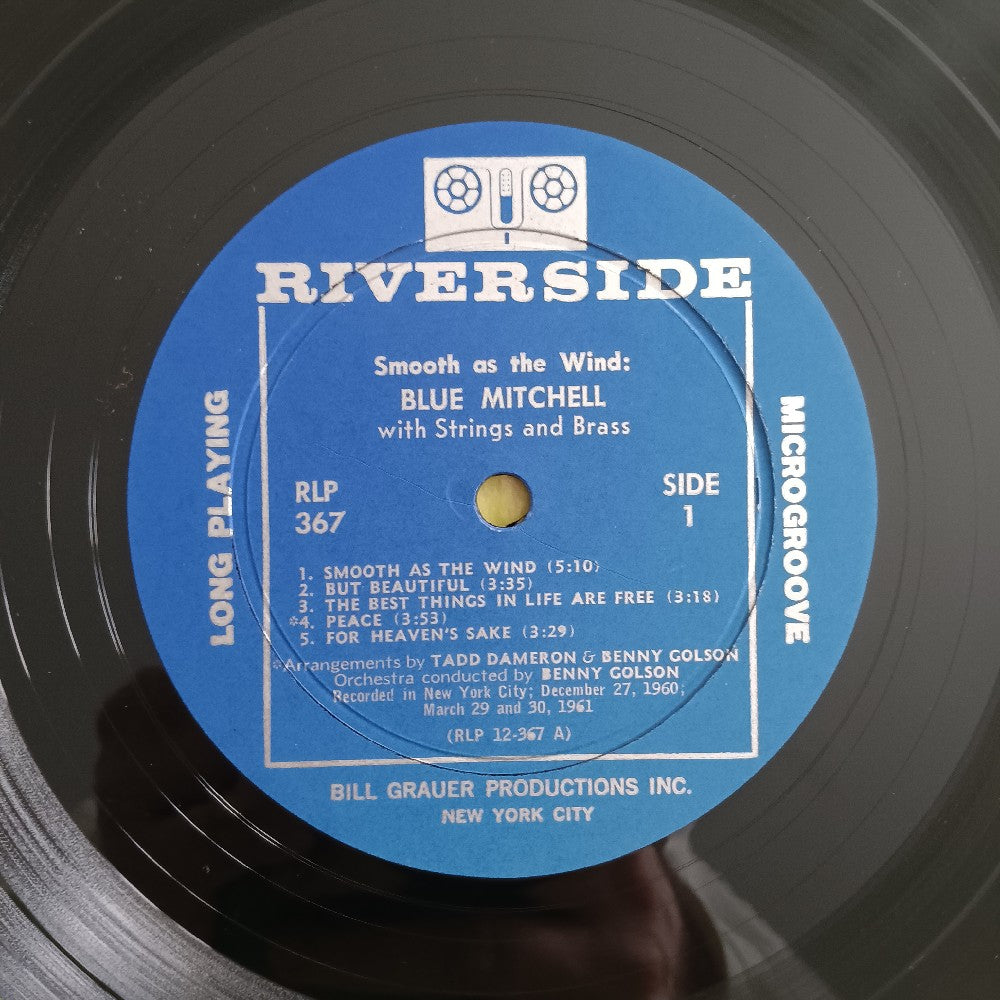 RIVERSIDE
Smooth as the Wind:
BLUE MITCHELL
with Strings and Brass
LONG PLAYING
RLP
367
SIDE
1
MICROGROOVE
1. SMOOTH AS THE WIND (5:10)
2. BUT BEAUTIFUL (3:35)
3. THE BEST THINGS IN LIFE ARE FREE (3:18)
*4. PEACE (3:53)
5. FOR HEAVEN'S SAKE (3:29)
*Arrangements by TADD DAMERON & BENNY GOLSON
Orchestra conducted by BENNY GOLSON
Recorded in New York City; December 27, 1960;
March 29 and 30, 1961
(RLP 12-367 A)
BILL GRAUER PRODUCTIONS INC.
NEW YORK CITY